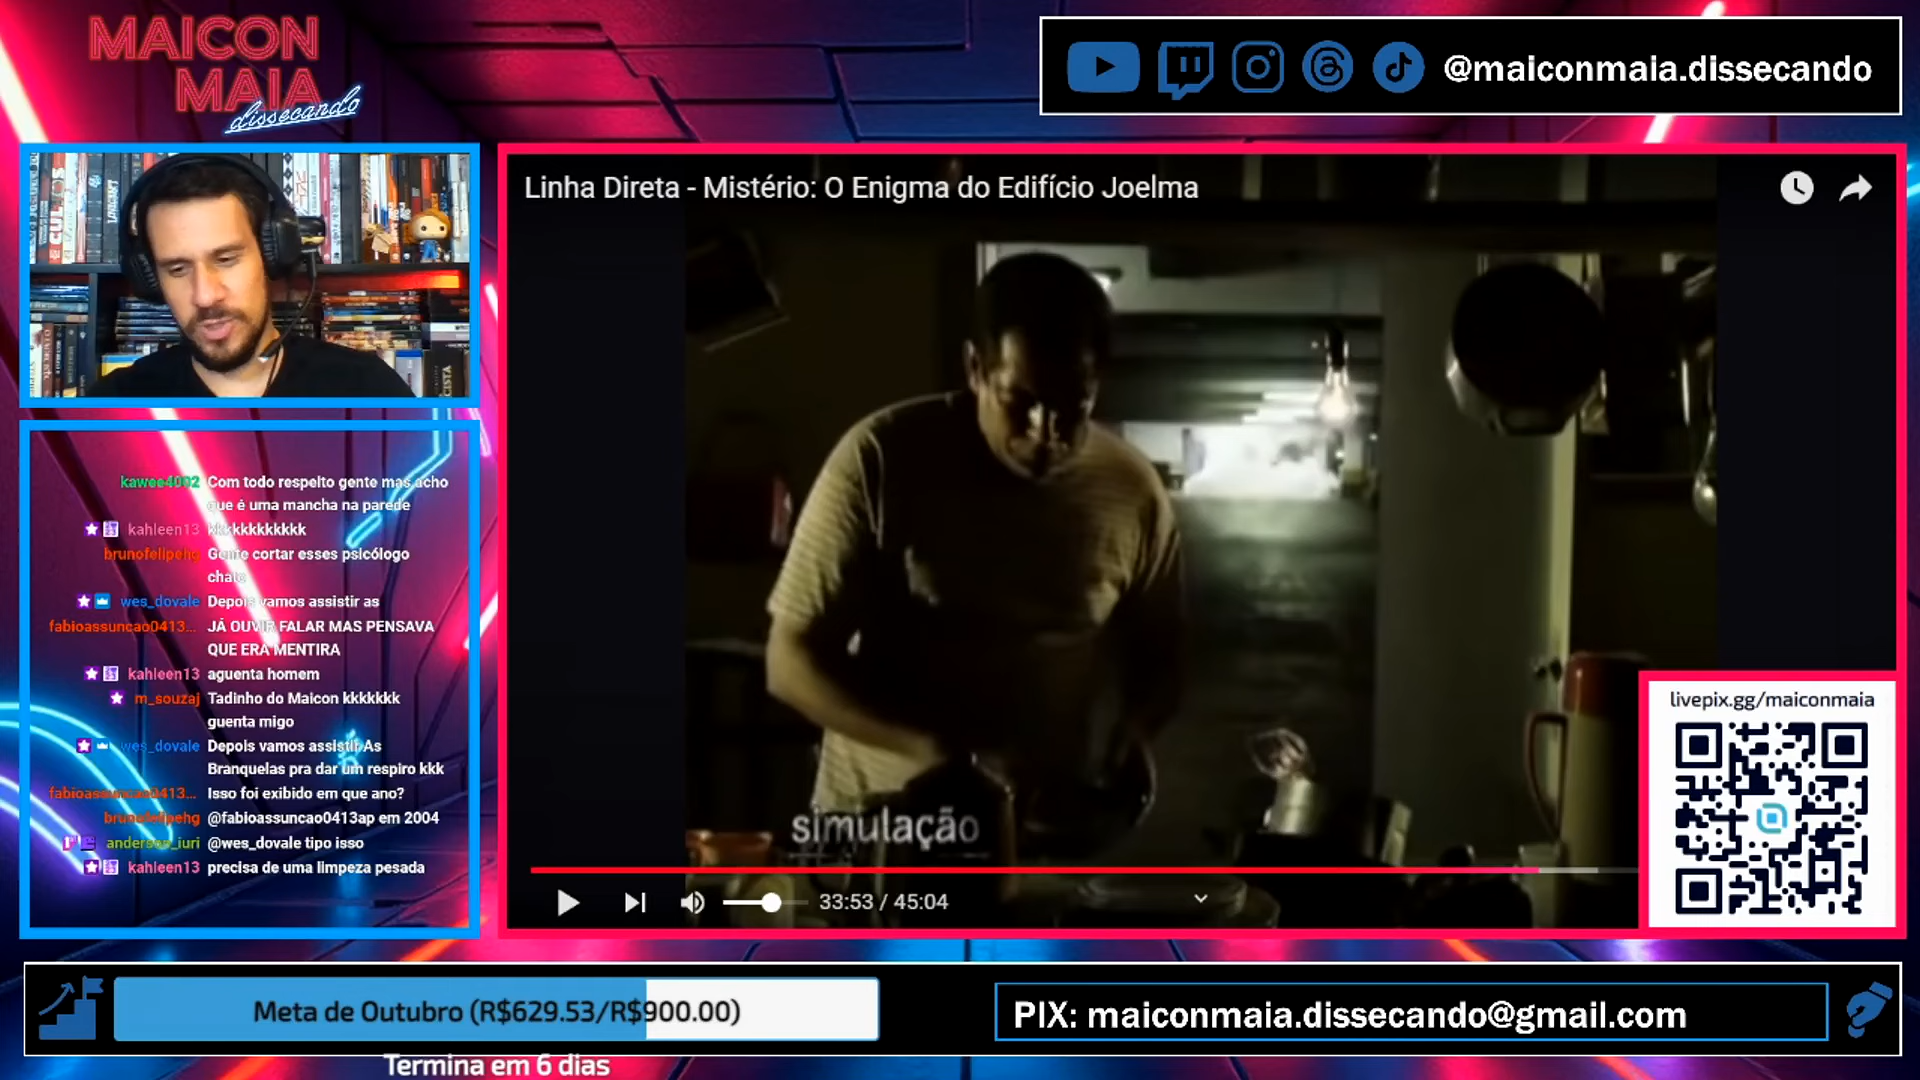 MAICON
MAIA
dissecando
@maiconmaia.dissecando
CULTOS
Linha Direta - Mistério: O Enigma do Edifício Joelma
simulação
33:53 / 45:04
livepix.gg/maiconmaia
kawee4002 Com todo respeito gente mas acho
que é uma mancha na parede
kahleen13 kkkkkkkkkkk
brunofelipehg Gente cortar esses psicólogo
chato
wes_dovale Depois vamos assistir as
fabioassuncao0413... JÁ OUVIR FALAR MAS PENSAVA
QUE ERA MENTIRA
kahleen13 aguenta homem
m_souzaj Tadinho do Maicon kkkkkkk
guenta migo
wes_dovale Depois vamos assistir As
Branquelas pra dar um respiro kkk
fabioassuncao0413... Isso foi exibido em que ano?
brunofelipehg @fabioassuncao0413ap em 2004
anderson_iuri @wes_dovale tipo isso
kahleen13 precisa de uma limpeza pesada
Meta de Outubro (R$629.53/R$900.00)
Termina em 6 dias
PIX: maiconmaia.dissecando@gmail.com